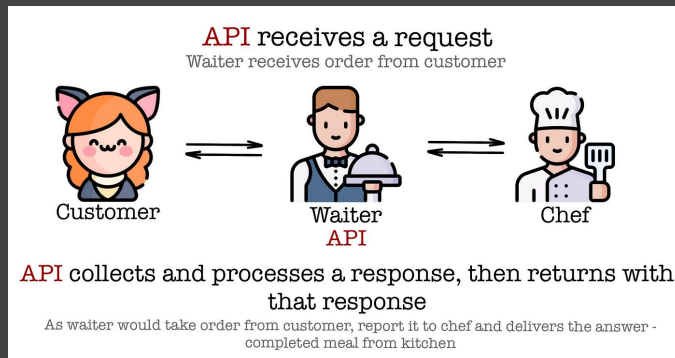 API receives a request
Waiter receives order from customer
Customer
Waiter
API
Chef
API collects and processes a response, then returns with
that response
As waiter would take order from customer, report it to chef and delivers the answer -
completed meal from kitchen